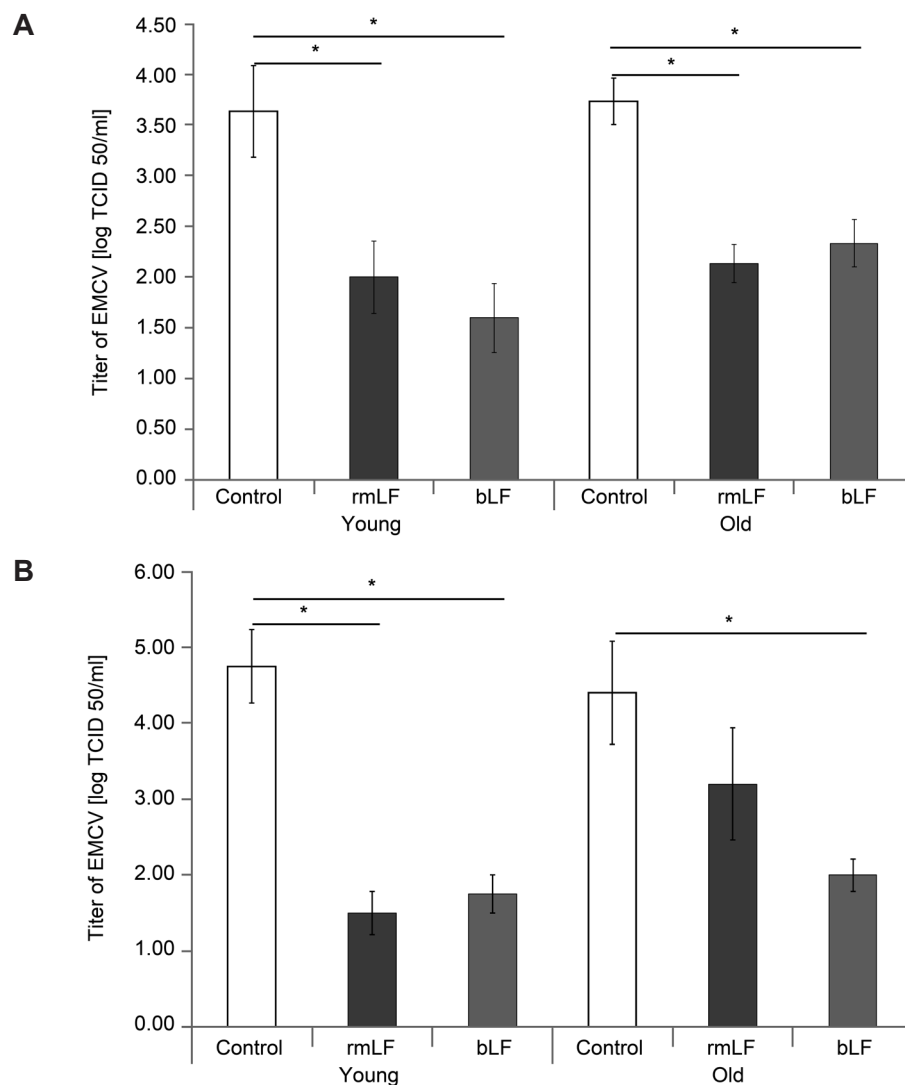 A
Titer of EMCV [log TCID 50/ml]
4.50
4.00
3.50
3.00
2.50
2.00
1.50
1.00
0.50
0.00
*
*
*
*
Control
rmLF
bLF
Control
rmLF
bLF
Young
Old
B
Titer of EMCV [log TCID 50/ml]
6.00
5.00
4.00
3.00
2.00
1.00
0.00
*
*
*
Control
rmLF
bLF
Control
rmLF
bLF
Young
Old